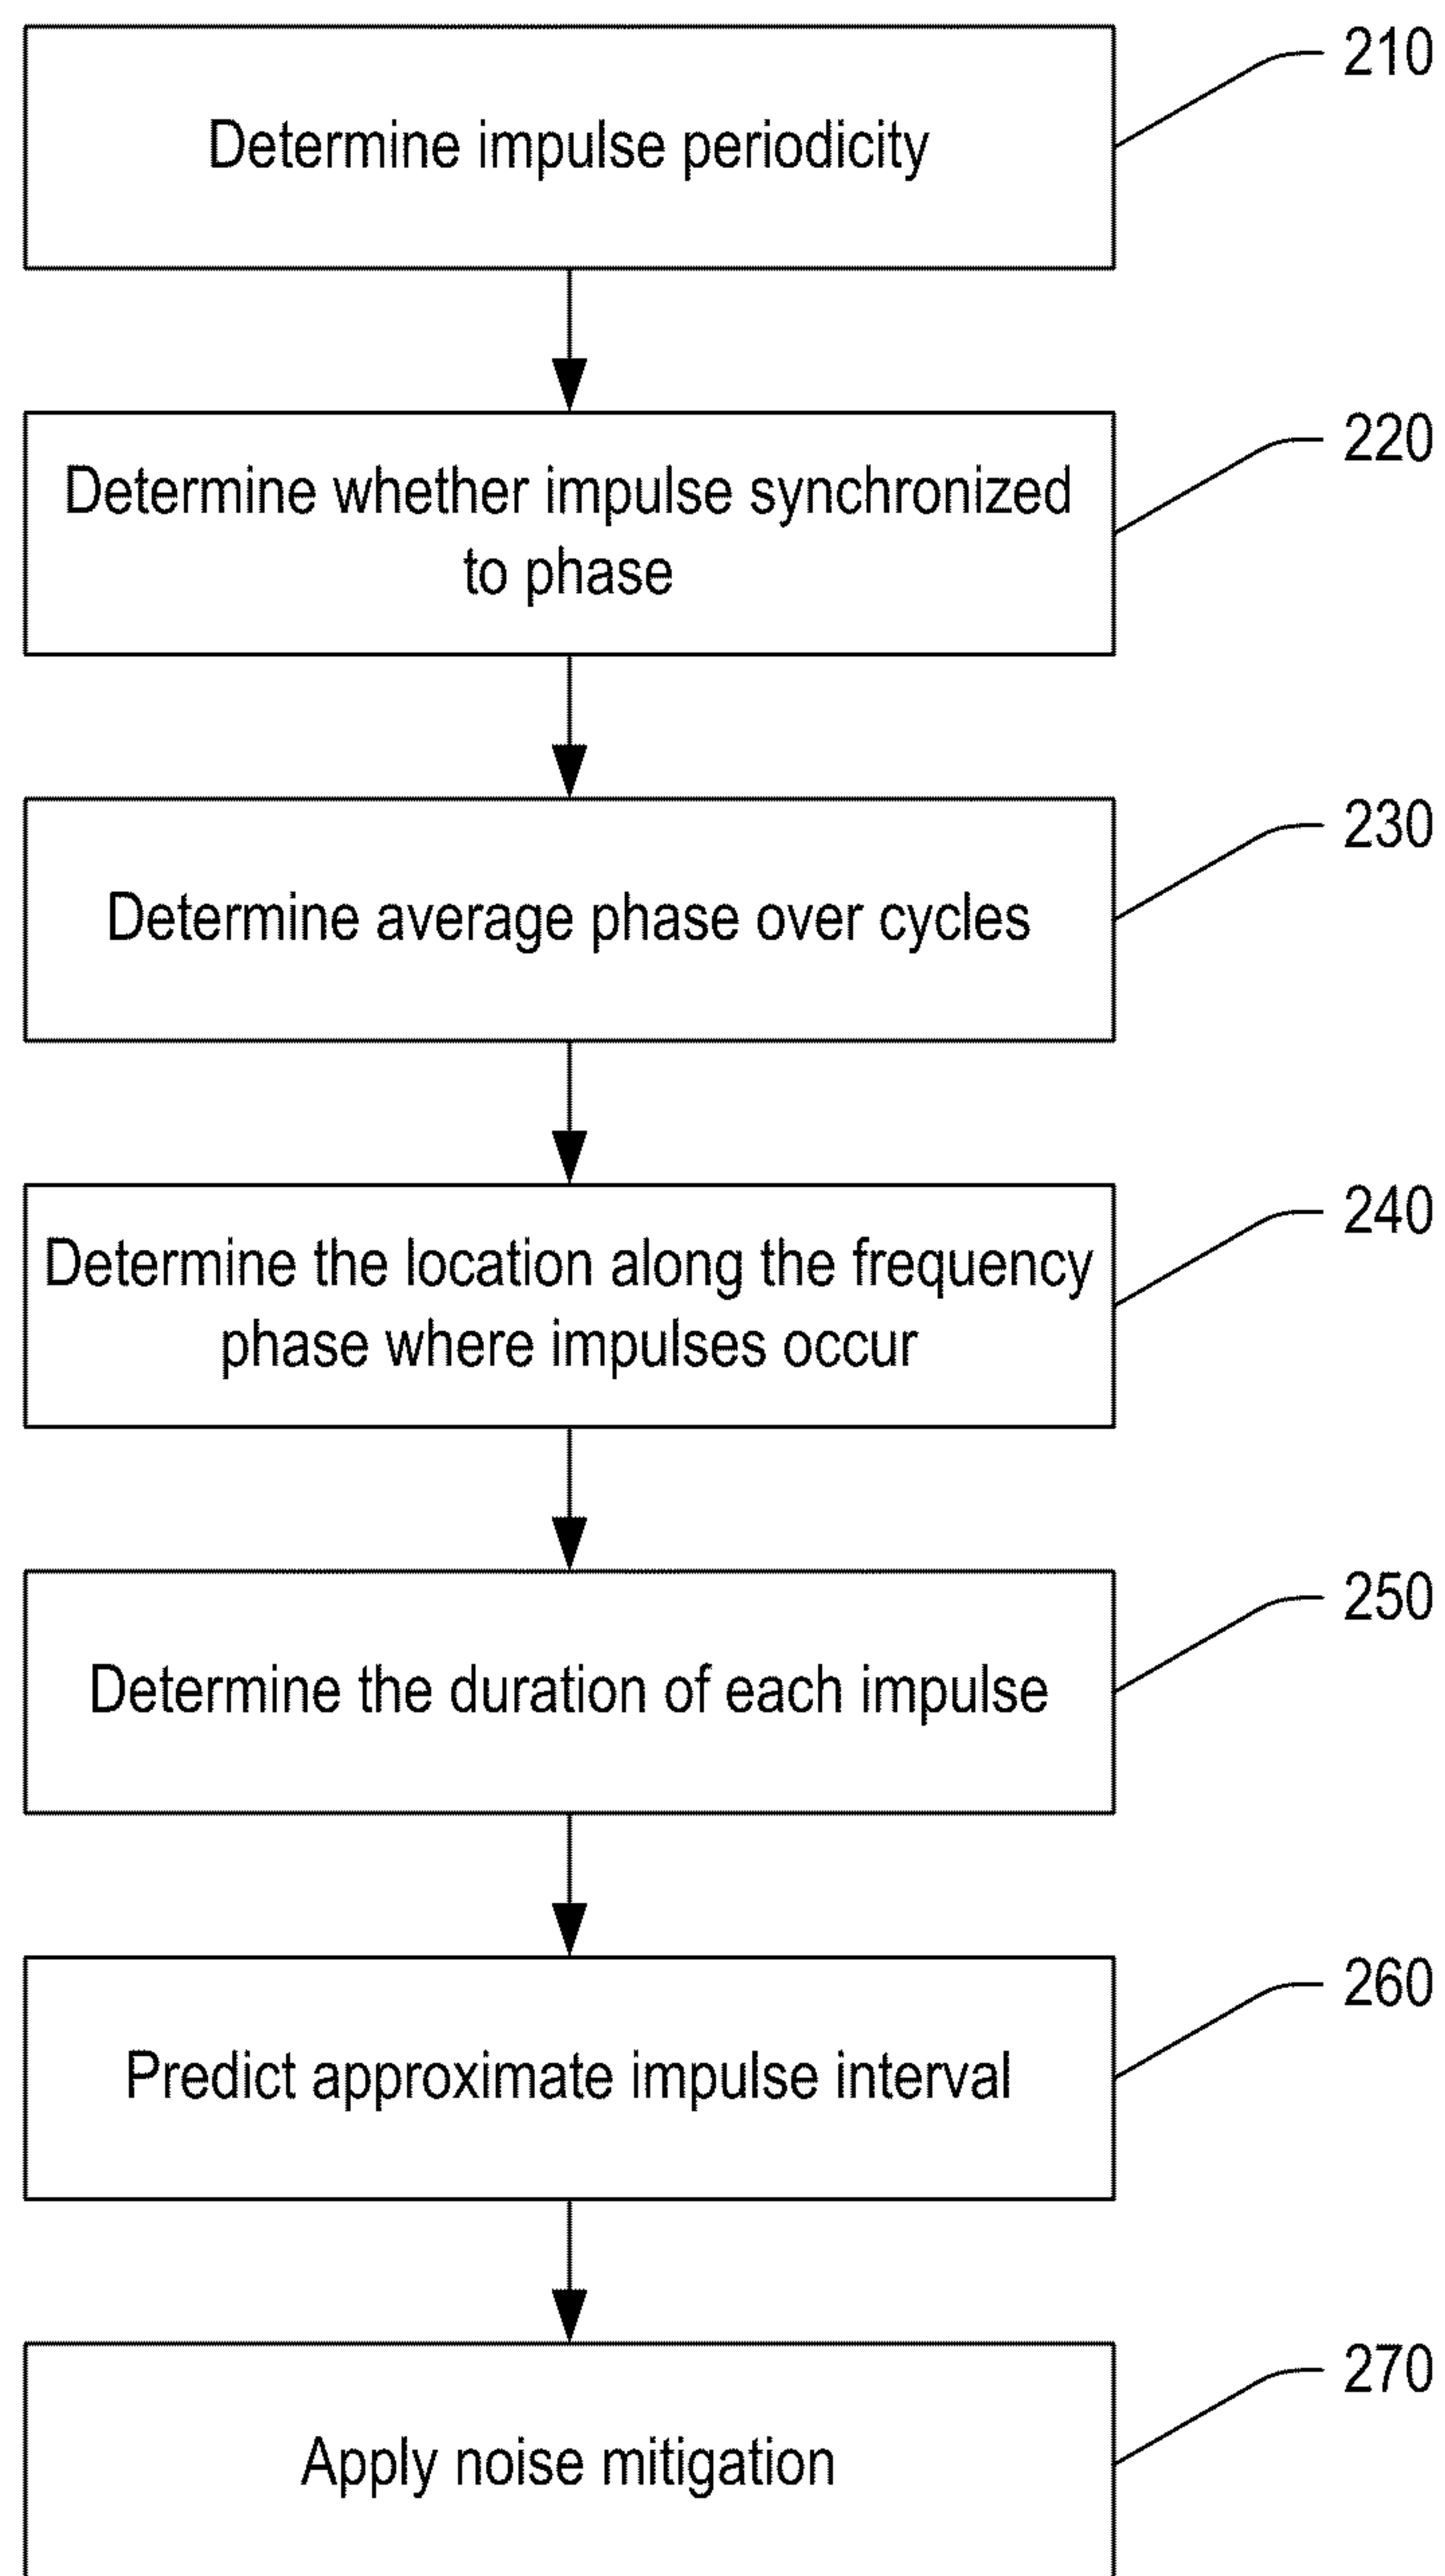 210
Determine impulse periodicity
220
Determine whether impulse synchronized
to phase
230
Determine average phase over cycles
240
Determine the location along the frequency
phase where impulses occur
250
Determine the duration of each impulse
260
Predict approximate impulse interval
270
Apply noise mitigation